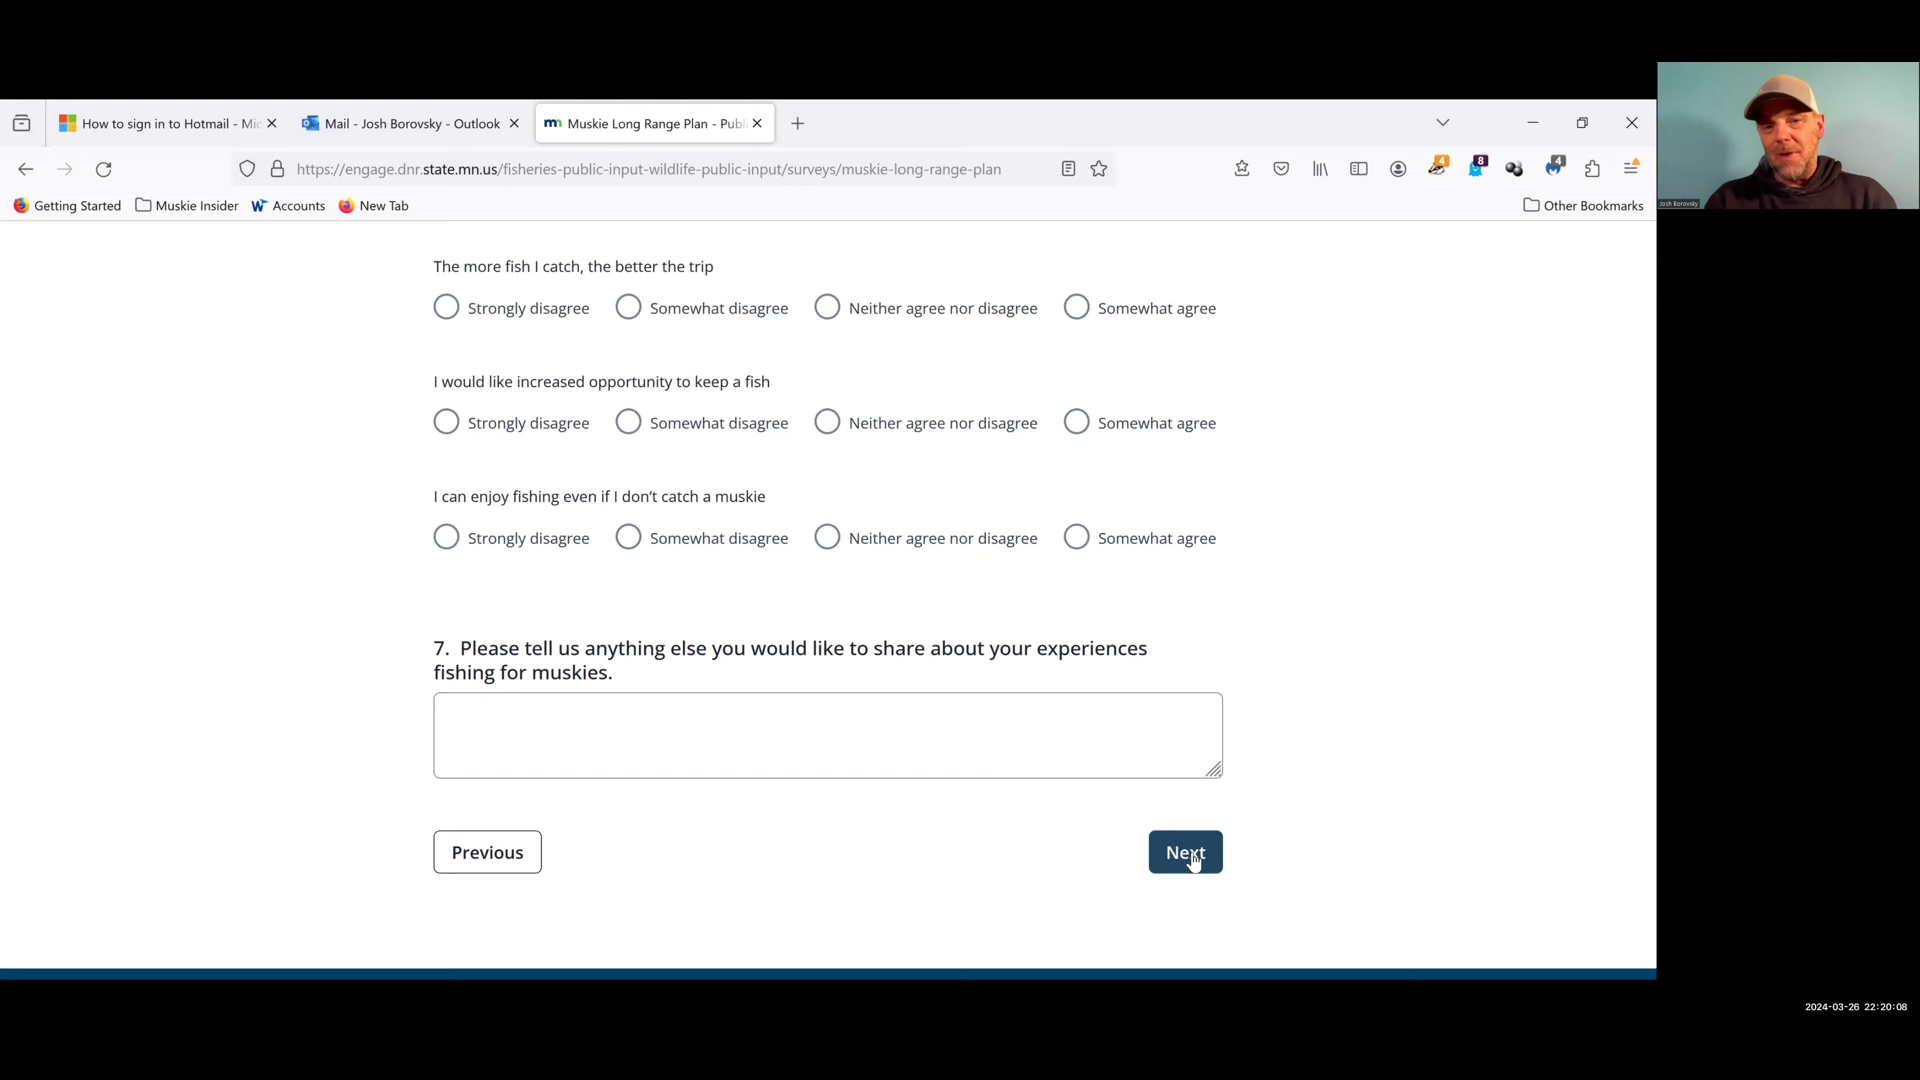 How to sign in to Hotmail - Mic
Mail - Josh Borovsky - Outlook
Muskie Long Range Plan - Publ
https://engage.dnr.state.mn.us/fisheries-public-input-wildlife-public-input/surveys/muskie-long-range-plan
4
8
4
Getting Started
Muskie Insider
Accounts
New Tab
Other Bookmarks
Josh Borovsky
The more fish I catch, the better the trip
Strongly disagree Somewhat disagree Neither agree nor disagree Somewhat agree
I would like increased opportunity to keep a fish
Strongly disagree Somewhat disagree Neither agree nor disagree Somewhat agree
I can enjoy fishing even if I don’t catch a muskie
Strongly disagree Somewhat disagree Neither agree nor disagree Somewhat agree
7. Please tell us anything else you would like to share about your experiences
fishing for muskies.
Previous
Next
2024-03-26 22:20:08